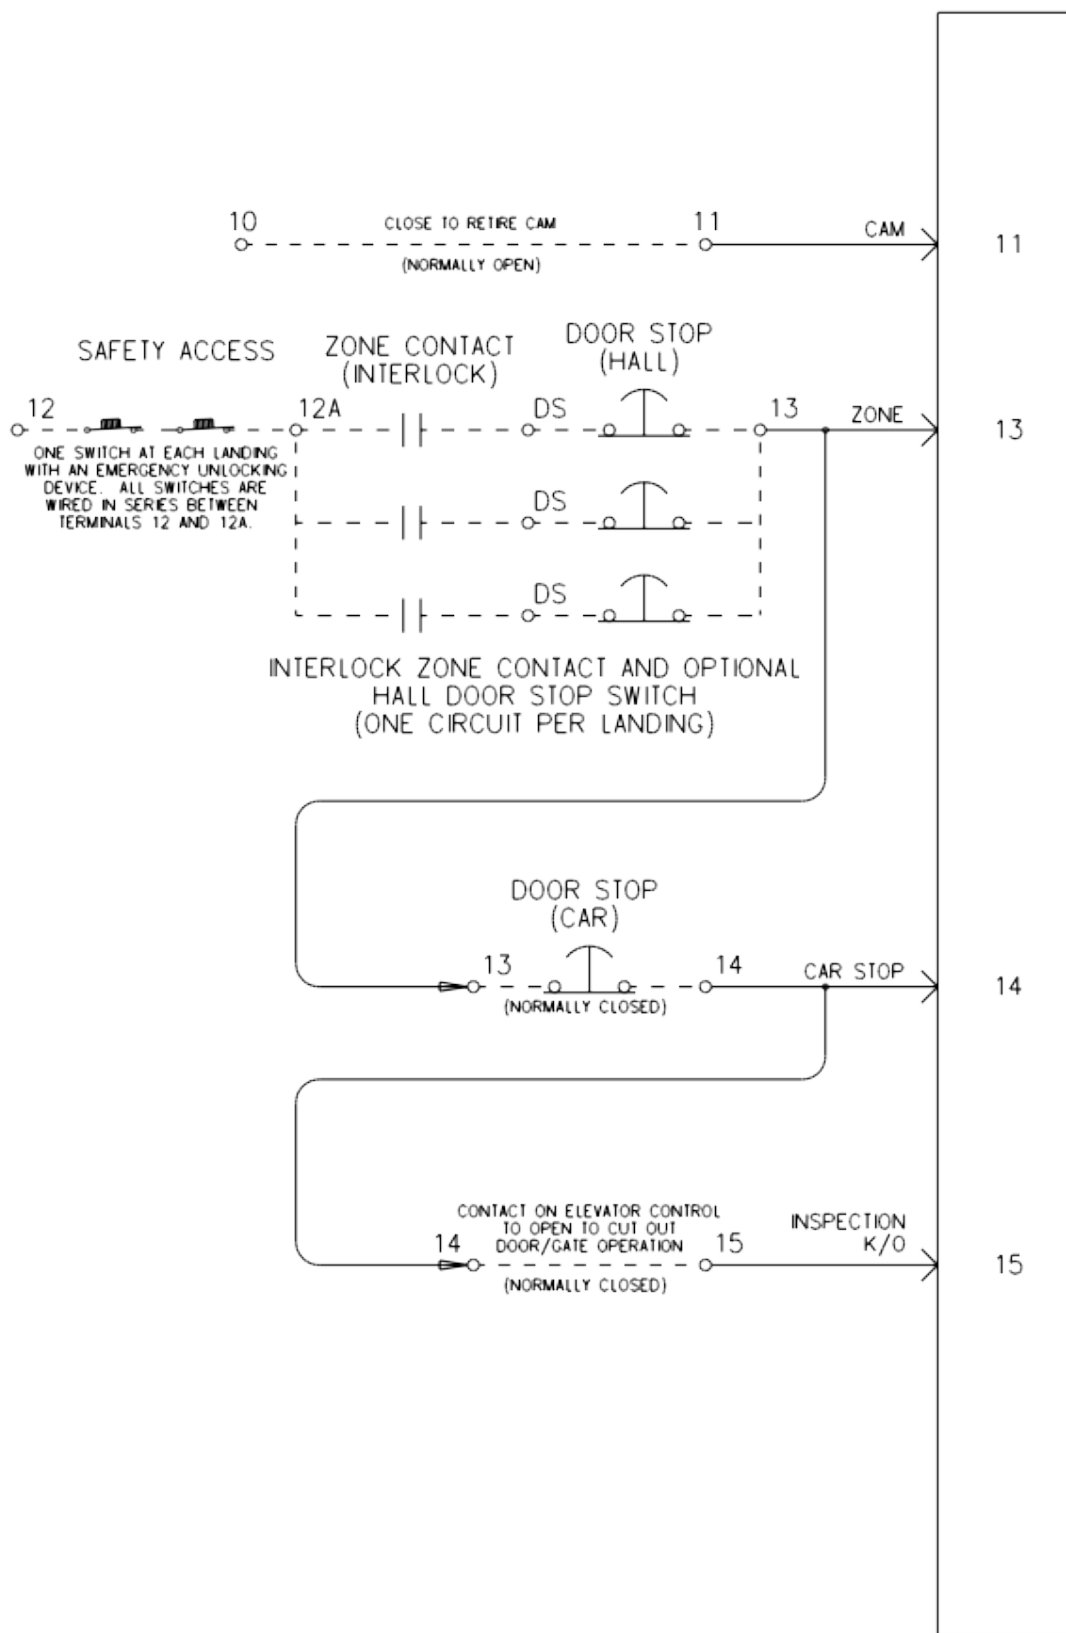 10
CLOSE TO RETIRE CAM
11
CAM
11
(NORMALLY OPEN)
SAFETY ACCESS
ZONE CONTACT
(INTERLOCK)
DOOR STOP
(HALL)
12
12A
DS
13
ZONE
13
ONE SWITCH AT EACH LANDING
WITH AN EMERGENCY UNLOCKING
DEVICE. ALL SWITCHES ARE
WIRED IN SERIES BETWEEN
TERMINALS 12 AND 12A.
DS
DS
INTERLOCK ZONE CONTACT AND OPTIONAL
HALL DOOR STOP SWITCH
(ONE CIRCUIT PER LANDING)
DOOR STOP
(CAR)
13
14
CAR STOP
14
(NORMALLY CLOSED)
CONTACT ON ELEVATOR CONTROL
TO OPEN TO CUT OUT
DOOR/GATE OPERATION
14
15
INSPECTION
K/O
15
(NORMALLY CLOSED)